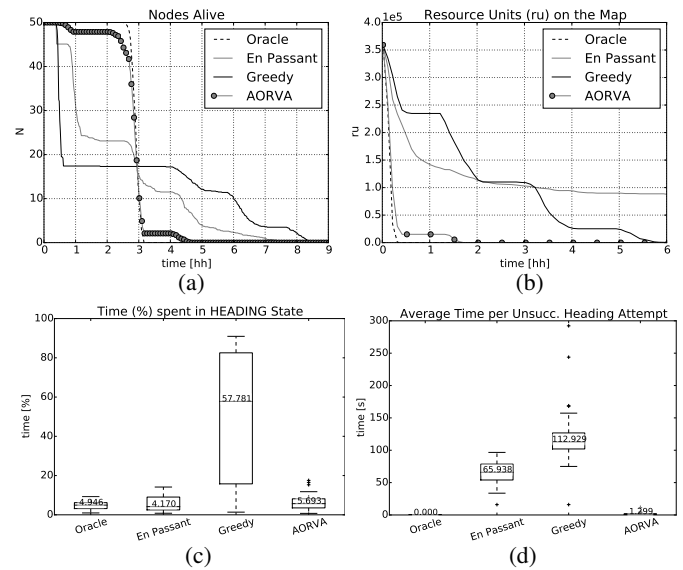 Nodes Alive
50
40
30
20
10
0
N
Oracle
En Passant
Greedy
AORVA
0 1 2 3 4 5 6 7 8 9
time [hh]
(a)
Resource Units (ru) on the Map
4.0 1e5
3.5
3.0
2.5
2.0
1.5
1.0
0.5
0.0
ru
Oracle
En Passant
Greedy
AORVA
0 1 2 3 4 5 6
time [hh]
(b)
Time (%) spent in HEADING State
100
80
60
40
20
0
time [%]
4.946
4.170
57.781
5.693
Oracle En Passant Greedy AORVA
(c)
Average Time per Unsucc. Heading Attempt
300
250
200
150
100
50
0
time [s]
0.000
65.938
112.929
1.299
Oracle En Passant Greedy AORVA
(d)